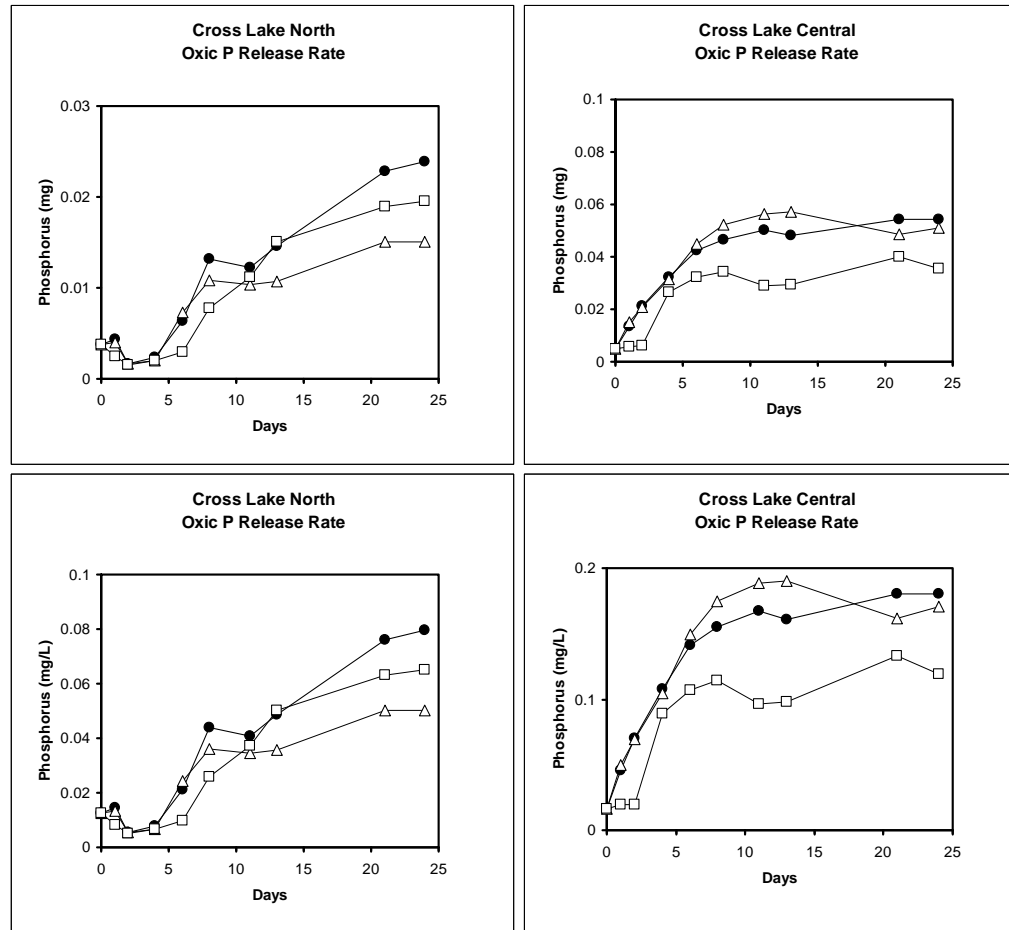 Cross Lake North
Oxic P Release Rate
0.03
0.02
0.01
0
Phosphorus (mg)
0 5 10 15 20 25
Days
Cross Lake Central
Oxic P Release Rate
0.1
0.08
0.06
0.04
0.02
0
Phosphorus (mg)
0 5 10 15 20 25
Days
Cross Lake North
Oxic P Release Rate
0.1
0.08
0.06
0.04
0.02
0
Phosphorus (mg/L)
0 5 10 15 20 25
Days
Cross Lake Central
Oxic P Release Rate
0.2
0.1
0
Phosphorus (mg/L)
0 5 10 15 20 25
Days